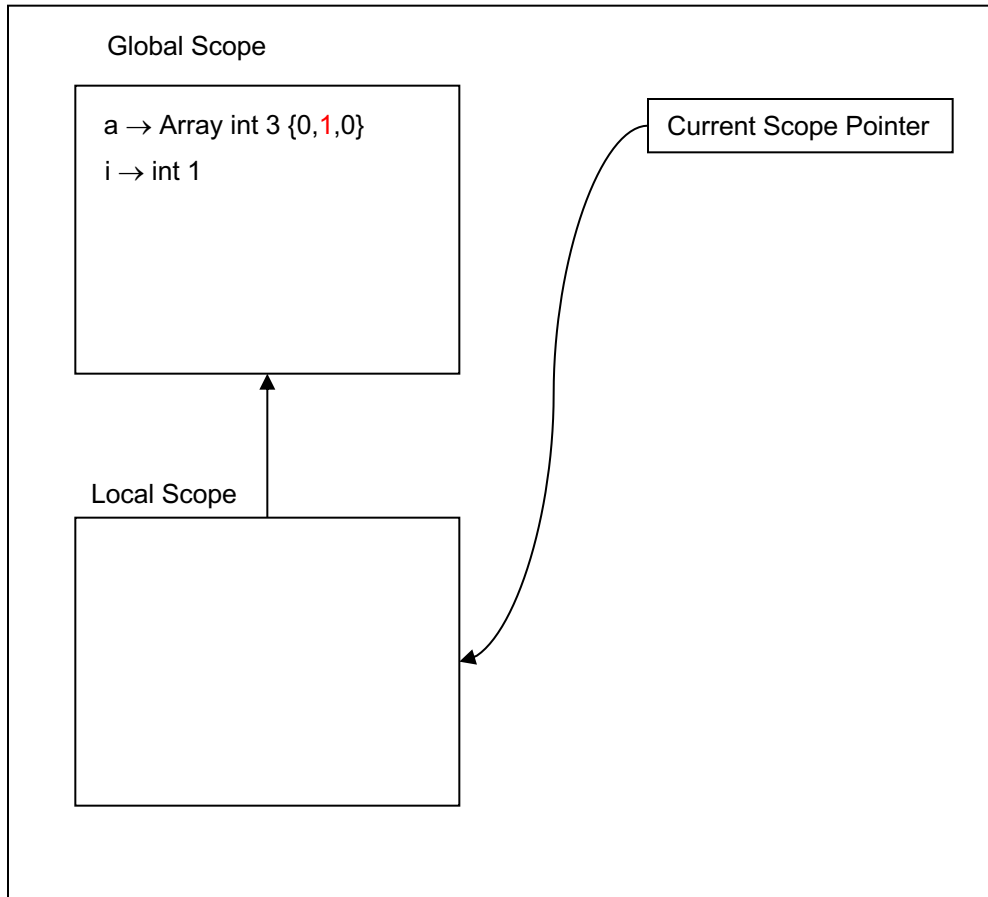 Global Scope
a → Array int 3 {0,1,0}
i → int 1
Current Scope Pointer
Local Scope